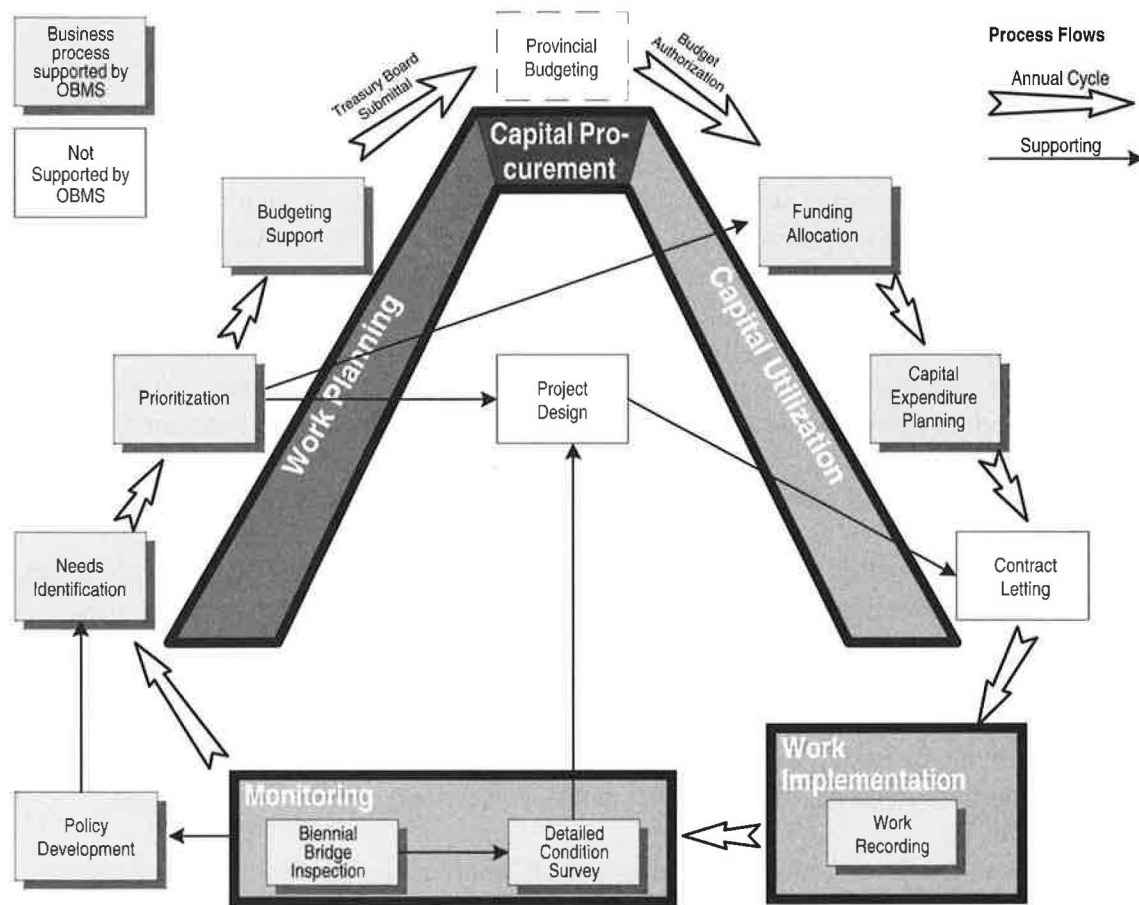 Business
process
supported by
OBMS
Not
Supported by
OBMS
Treasury Board
Submittal
Provincial
Budgeting
Budget
Authorization
Process Flows
Annual Cycle
Supporting
Capital Pro-
curement
Budgeting
Support
Funding
Allocation
Work Planning
Capital Utilization
Prioritization
Project
Design
Capital
Expenditure
Planning
Needs
Identification
Contract
Letting
Policy
Development
Monitoring
Biennial
Bridge
Inspection
Detailed
Condition
Survey
Work
Implementation
Work
Recording